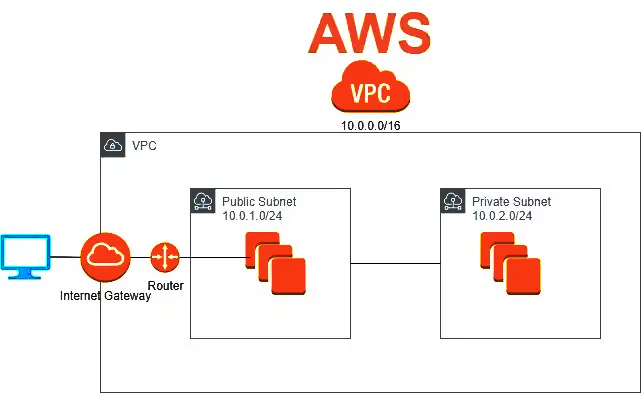 AWS
VPC
10.0.0.0/16
VPC
Public Subnet
10.0.1.0/24
Private Subnet
10.0.2.0/24
Internet Gateway
Router